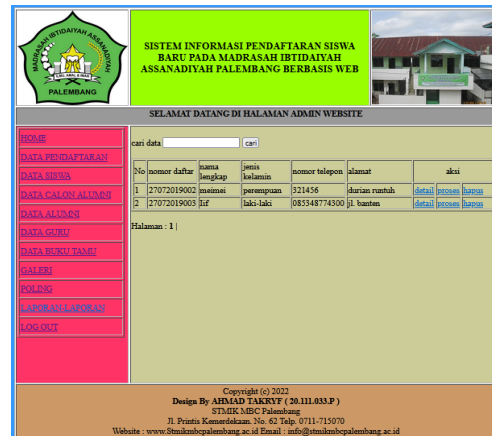 MADRASAH IBTIDAIYAH ASSANADIYAH
PALEMBANG
SISTEM INFORMASI PENDAFTARAN SISWA
BARU PADA MADRASAH IBTIDAIYAH
ASSANADIYAH PALEMBANG BERBASIS WEB
SELAMAT DATANG DI HALAMAN ADMIN WEBSITE
HOME
DATA PENDAFTARAN
DATA SISWA
DATA CALON ALUMNI
DATA ALUMNI
DATA GURU
DATA BUKU TAMU
GALERI
POLING
LAPORAN-LAPORAN
LOG OUT
cari data cari
No nomor daftar nama lengkap jenis kelamin nomor telepon alamat aksi
1 27072019002 meimei perempuan 321456 durian runtuh detail proses hapus
2 27072019003 Iif laki-laki 085348774300 jl. banten detail proses hapus
Halaman : 1 |
Copyright (c) 2022
Design By AHMAD TAKRYF ( 20.111.033.P )
STMIK MBC Palembang
Jl. Printis Kemerdekaan. No. 62 Telp. 0711-715070
Website : www.Stmikmbcpalembang.ac.id Email : info@stmikmbcpalembang.ac.id